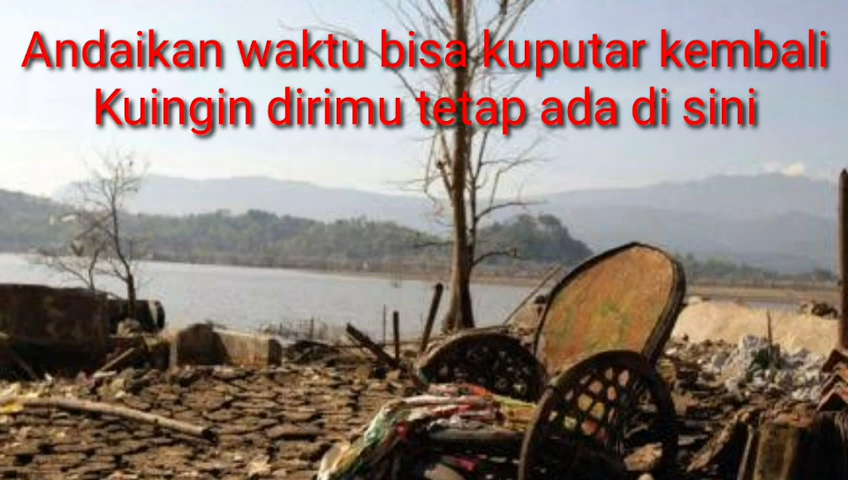 Andaikan waktu bisa kuputar kembali
Kuingin dirimu tetap ada di sini